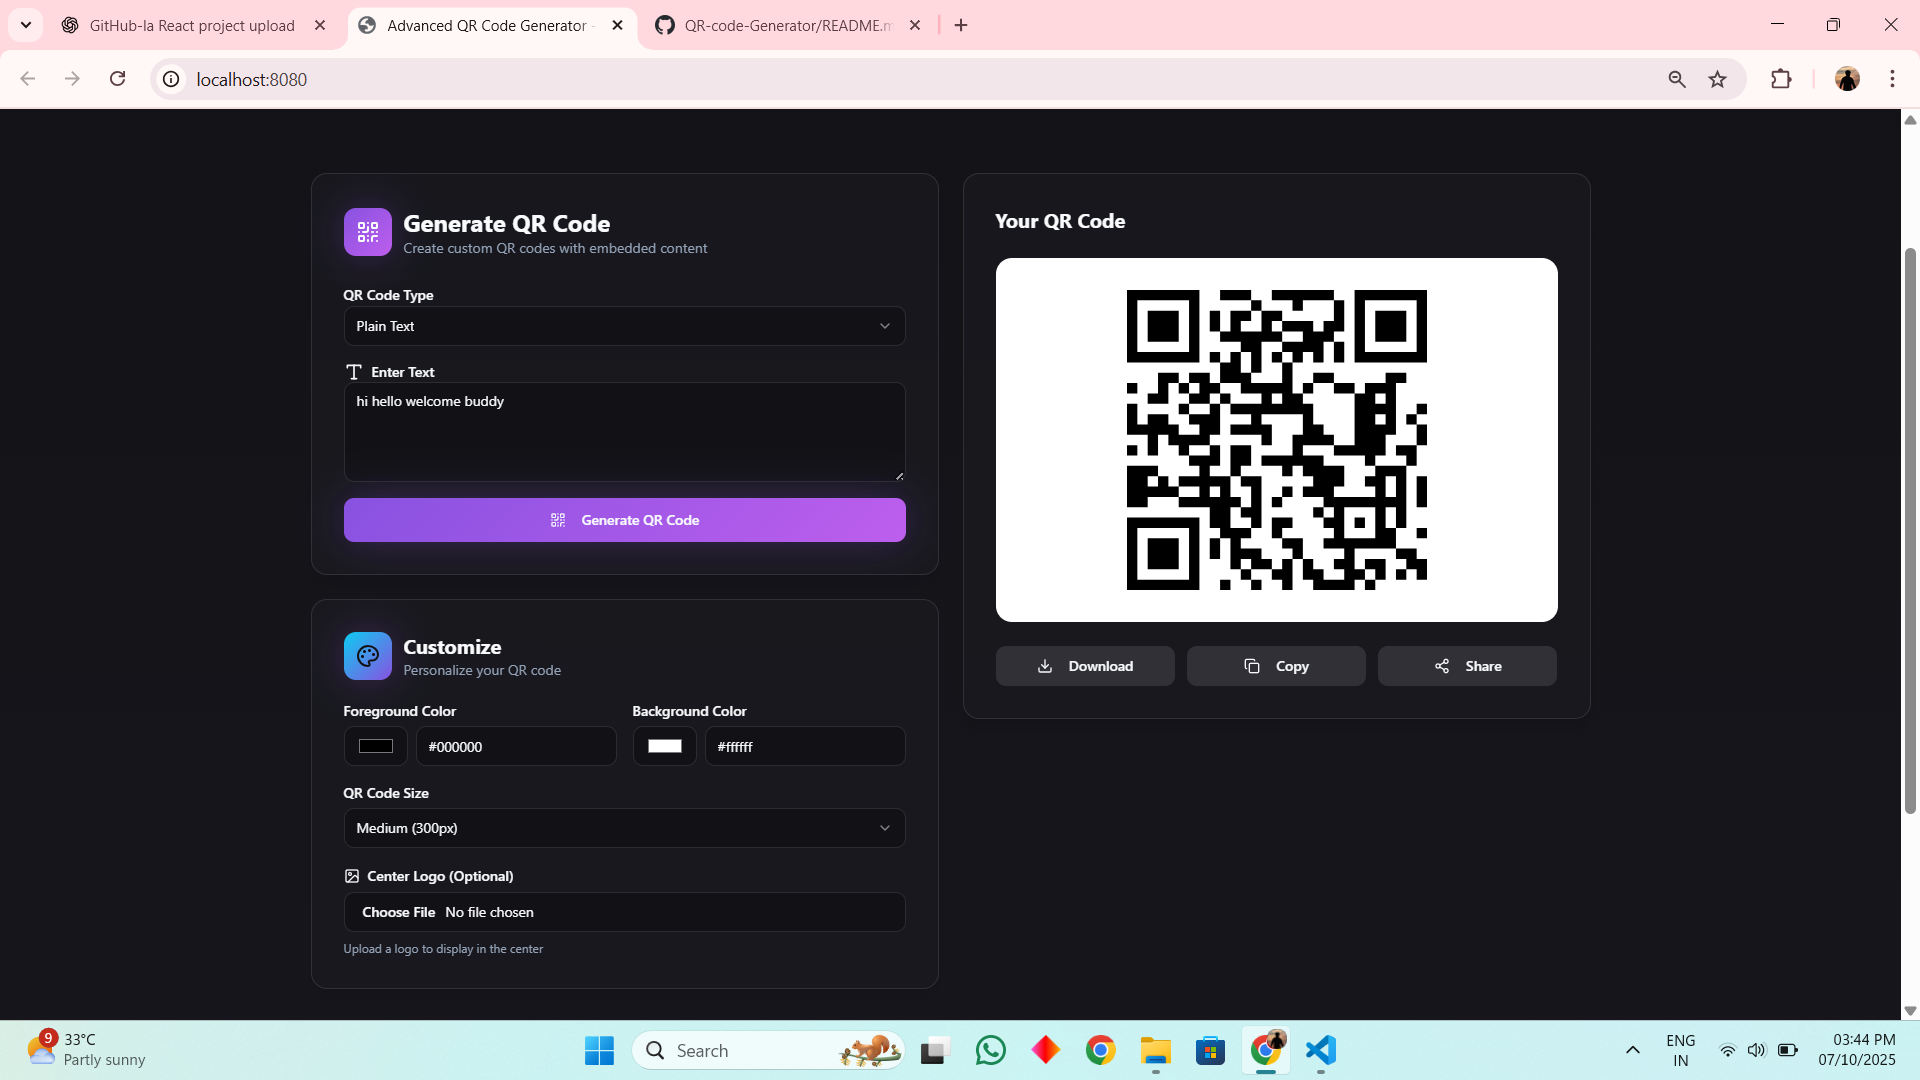 GitHub-la React project upload
Advanced QR Code Generator -
QR-code-Generator/README.m
localhost:8080
Generate QR Code
Create custom QR codes with embedded content
QR Code Type
Plain Text
Enter Text
hi hello welcome buddy
Generate QR Code
Customize
Personalize your QR code
Foreground Color
Background Color
#000000
#ffffff
QR Code Size
Medium (300px)
Center Logo (Optional)
Choose File No file chosen
Upload a logo to display in the center
Your QR Code
Download
Copy
Share
9
33°C
Partly sunny
Search
ENG
IN
03:44 PM
07/10/2025